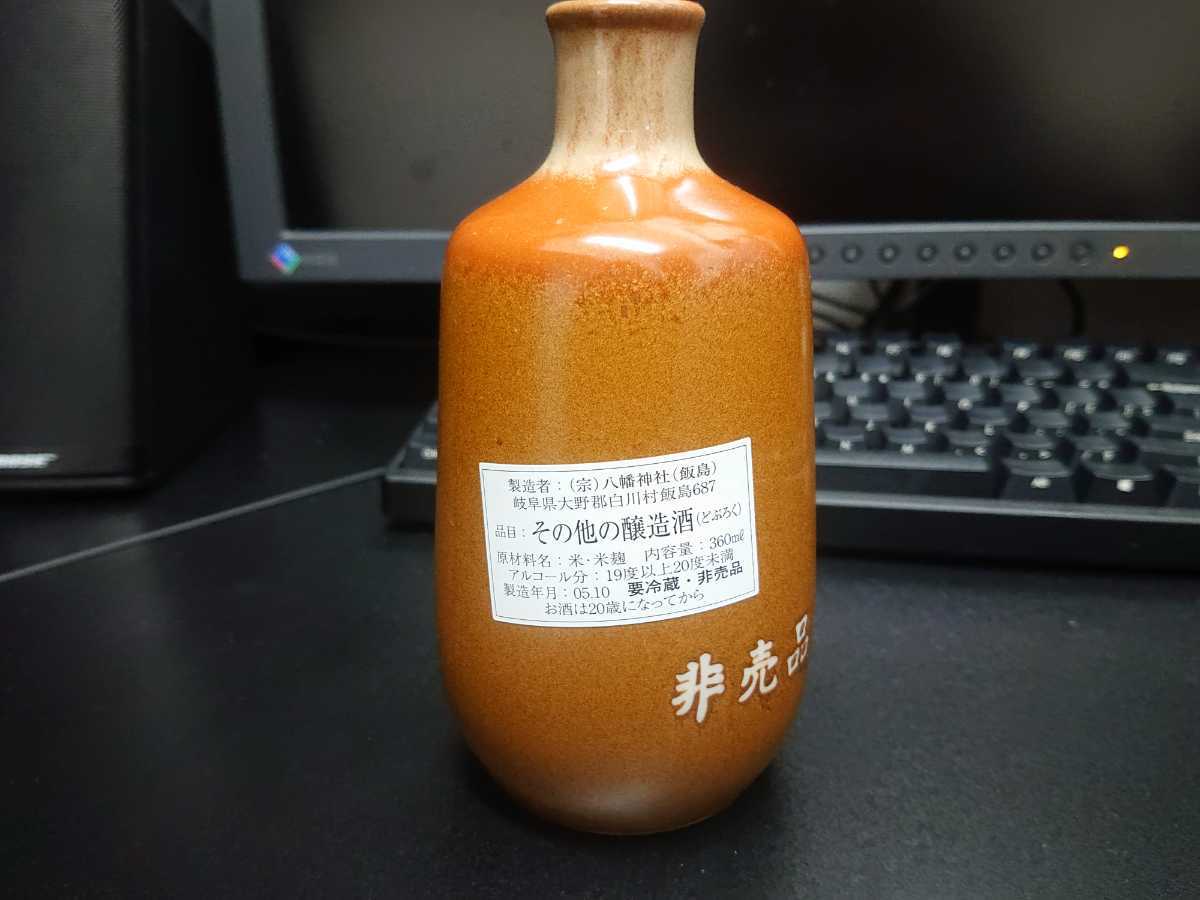 製造者：(宗)八幡神社(飯島)
岐阜県大野郡白川村飯島687
品目：その他の醸造酒(どぶろく)
原材料名：米・米麹　内容量：360mℓ
アルコール分：19度以上20度未満
製造年月：05.10　要冷蔵・非売品
お酒は20歳になってから
非売品